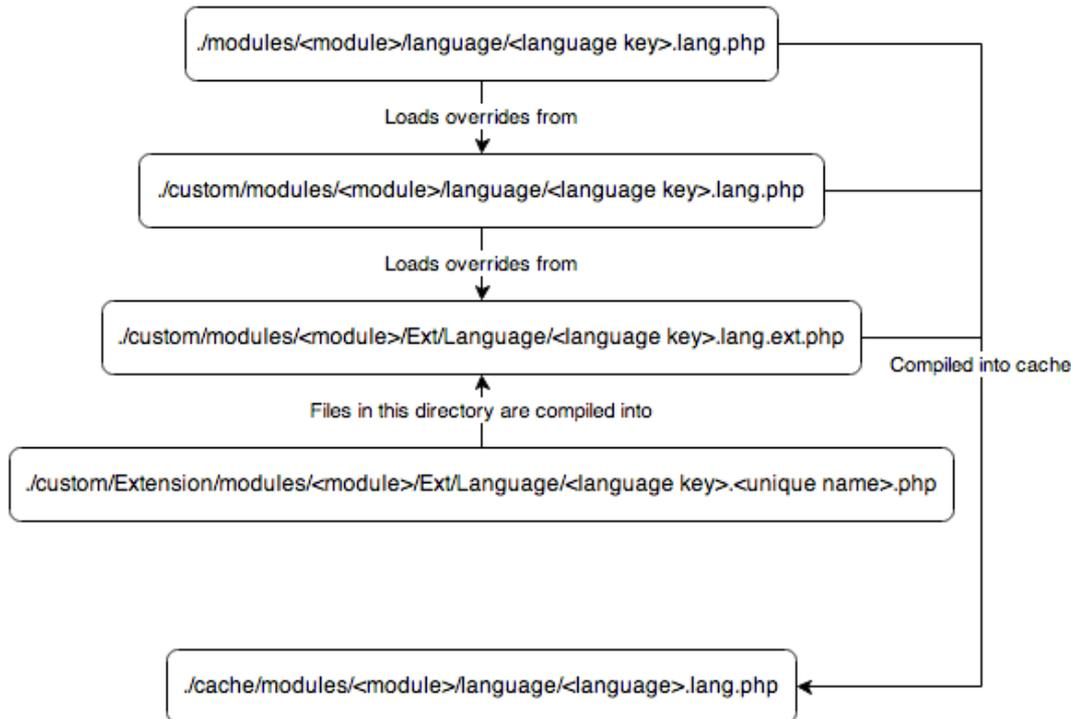 ./modules/<module>/language/<language key>.lang.php
Loads overrides from
./custom/modules/<module>/language/<language key>.lang.php
Loads overrides from
./custom/modules/<module>/Ext/Language/<language key>.lang.ext.php
Compiled into cache
Files in this directory are compiled into
./custom/Extension/modules/<module>/Ext/Language/<language key>.<unique name>.php
./cache/modules/<module>/language/<language>.lang.php